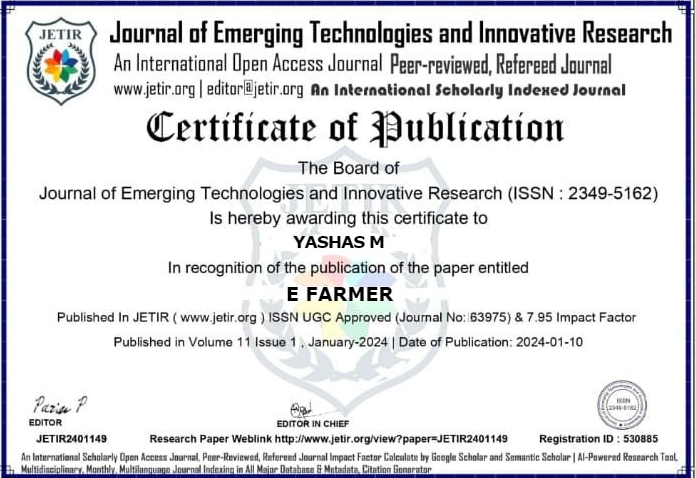 JETIR
Journal of Emerging Technologies and Innovative Research
An International Open Access Journal Peer-reviewed, Refereed Journal
www.jetir.org | editor@jetir.org An International Scholarly Indexed Journal
Certificate of Publication
The Board of
Journal of Emerging Technologies and Innovative Research (ISSN : 2349-5162)
Is hereby awarding this certificate to
YASHAS M
In recognition of the publication of the paper entitled
E FARMER
Published In JETIR ( www.jetir.org ) ISSN UGC Approved (Journal No: 63975) & 7.95 Impact Factor
Published in Volume 11 Issue 1 , January-2024 | Date of Publication: 2024-01-10
EDITOR
EDITOR IN CHIEF
ISSN
2349-5162
JETIR2401149 Research Paper Weblink http://www.jetir.org/view?paper=JETIR2401149 Registration ID : 530885
An International Scholarly Open Access Journal, Peer-Reviewed, Refereed Journal Impact Factor Calculate by Google Scholar and Semantic Scholar | AI-Powered Research Tool,
Multidisciplinary, Monthly, Multilanguage Journal Indexing in All Major Database & Metadata, Citation Generator